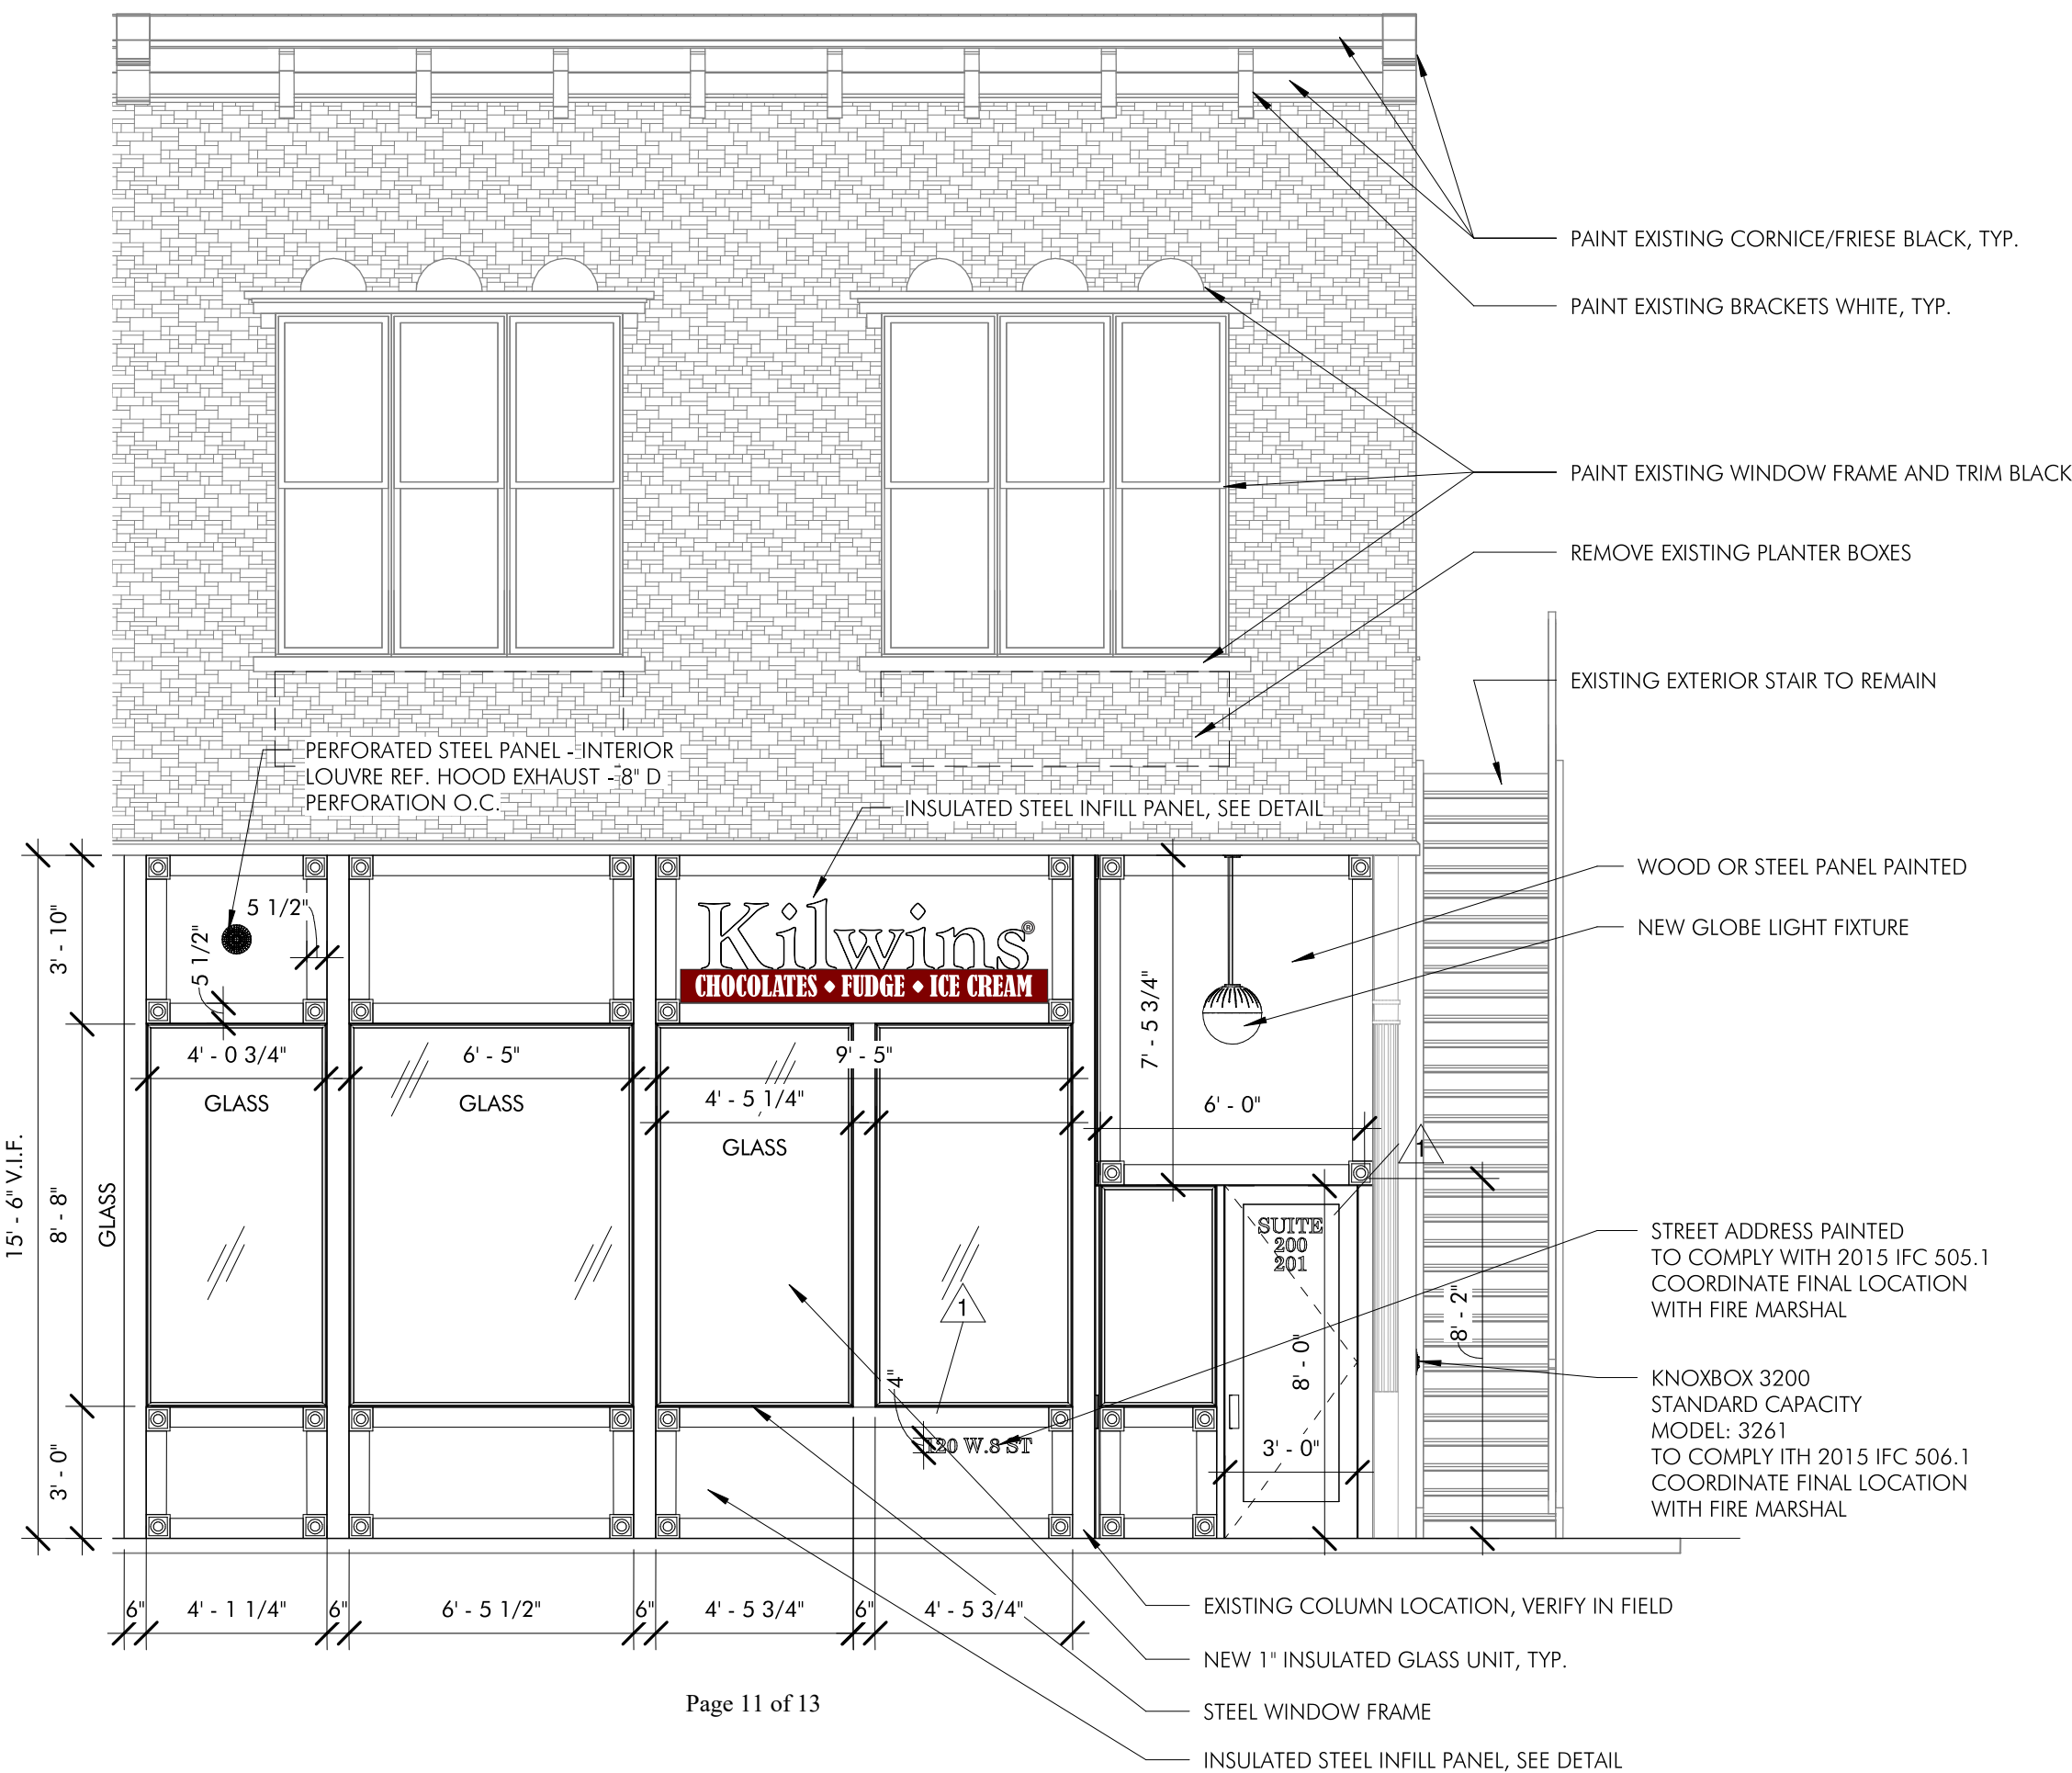 PAINT EXISTING CORNICE/FRIESE BLACK, TYP.
PAINT EXISTING BRACKETS WHITE, TYP.
PAINT EXISTING WINDOW FRAME AND TRIM BLACK
REMOVE EXISTING PLANTER BOXES
EXISTING EXTERIOR STAIR TO REMAIN
PERFORATED STEEL PANEL - INTERIOR
LOUVRE REF. HOOD EXHAUST - 8" D
PERFORATION O.C.
INSULATED STEEL INFILL PANEL, SEE DETAIL
WOOD OR STEEL PANEL PAINTED
NEW GLOBE LIGHT FIXTURE
3' - 10"
5 1/2"
5 1/2"
Kilwins®
CHOCOLATES • FUDGE • ICE CREAM
7' - 5 3/4"
4' - 0 3/4"
6' - 5"
9' - 5"
GLASS
GLASS
4' - 5 1/4"
6' - 0"
GLASS
1
15' - 6" V.I.F.
8' - 8"
GLASS
SUITE
200
201
STREET ADDRESS PAINTED
TO COMPLY WITH 2015 IFC 505.1
COORDINATE FINAL LOCATION
WITH FIRE MARSHAL
1
8' - 2"
8' - 0"
4"
KNOXBOX 3200
STANDARD CAPACITY
MODEL: 3261
TO COMPLY ITH 2015 IFC 506.1
COORDINATE FINAL LOCATION
WITH FIRE MARSHAL
120 W.8 ST
3' - 0"
3' - 0"
6"
4' - 1 1/4"
6"
6' - 5 1/2"
6"
4' - 5 3/4"
6"
4' - 5 3/4"
EXISTING COLUMN LOCATION, VERIFY IN FIELD
NEW 1" INSULATED GLASS UNIT, TYP.
STEEL WINDOW FRAME
INSULATED STEEL INFILL PANEL, SEE DETAIL
Page 11 of 13